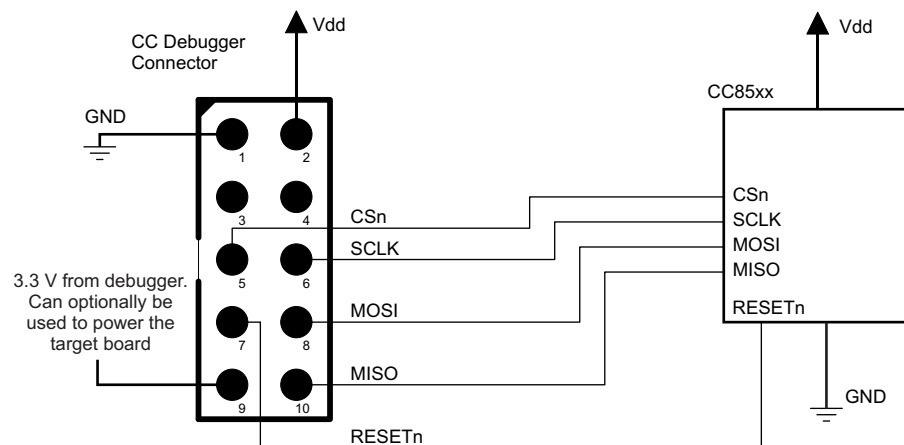 Vdd
Vdd
CC Debugger
Connector
CC85xx
GND
1
2
3
4
CSn
CSn
SCLK
SCLK
MOSI
5
6
MISO
3.3 V from debugger.
Can optionally be
used to power the
target board
MOSI
RESETn
7
8
MISO
GND
9
10
RESETn